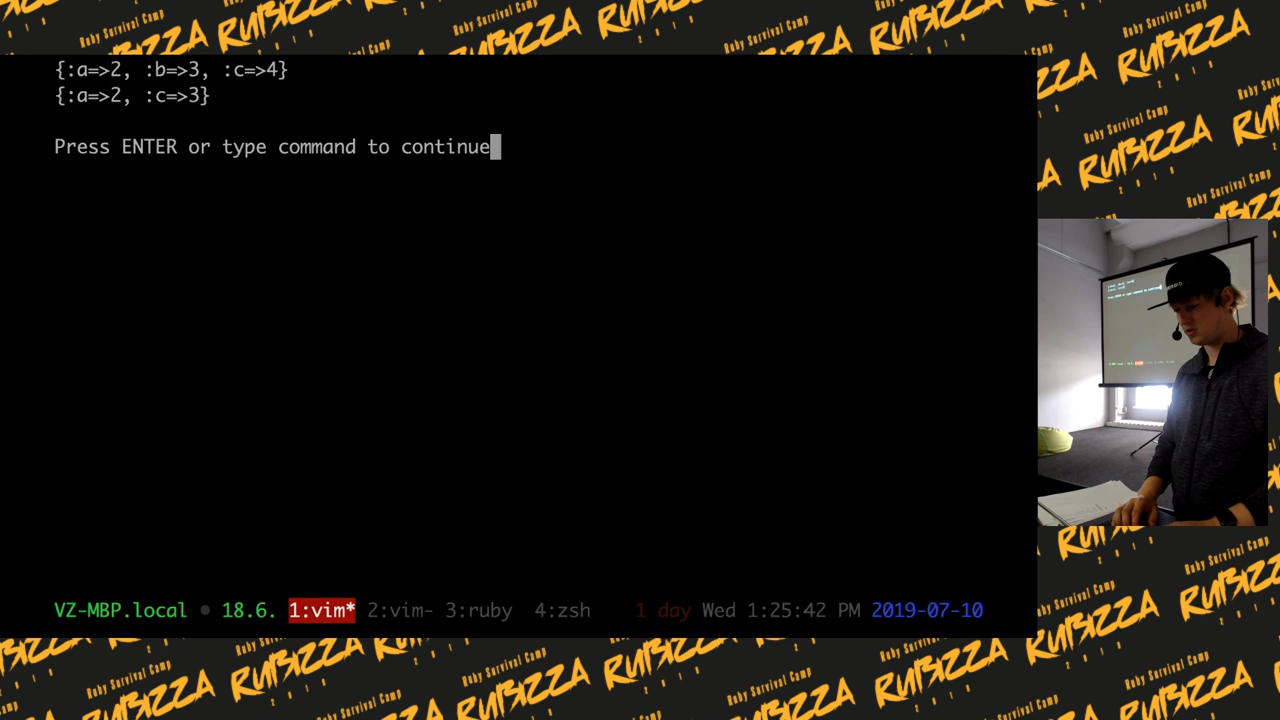 {:a=>2, :b=>3, :c=>4}
{:a=>2, :c=>3}
Press ENTER or type command to continue
VZ-MBP.local • 18.6. 1:vim* 2:vim- 3:ruby 4:zsh 1 day Wed 1:25:42 PM 2019-07-10
Ruby Survival Camp
RUBIZZA
2019